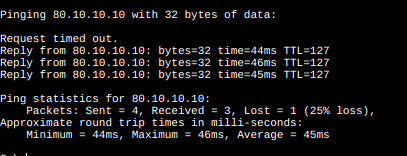 Pinging 80.10.10.10 with 32 bytes of data:
Request timed out.
Reply from 80.10.10.10: bytes=32 time=44ms TTL=127
Reply from 80.10.10.10: bytes=32 time=46ms TTL=127
Reply from 80.10.10.10: bytes=32 time=45ms TTL=127
Ping statistics for 80.10.10.10:
Packets: Sent = 4, Received = 3, Lost = 1 (25% loss),
Approximate round trip times in milli-seconds:
Minimum = 44ms, Maximum = 46ms, Average = 45ms